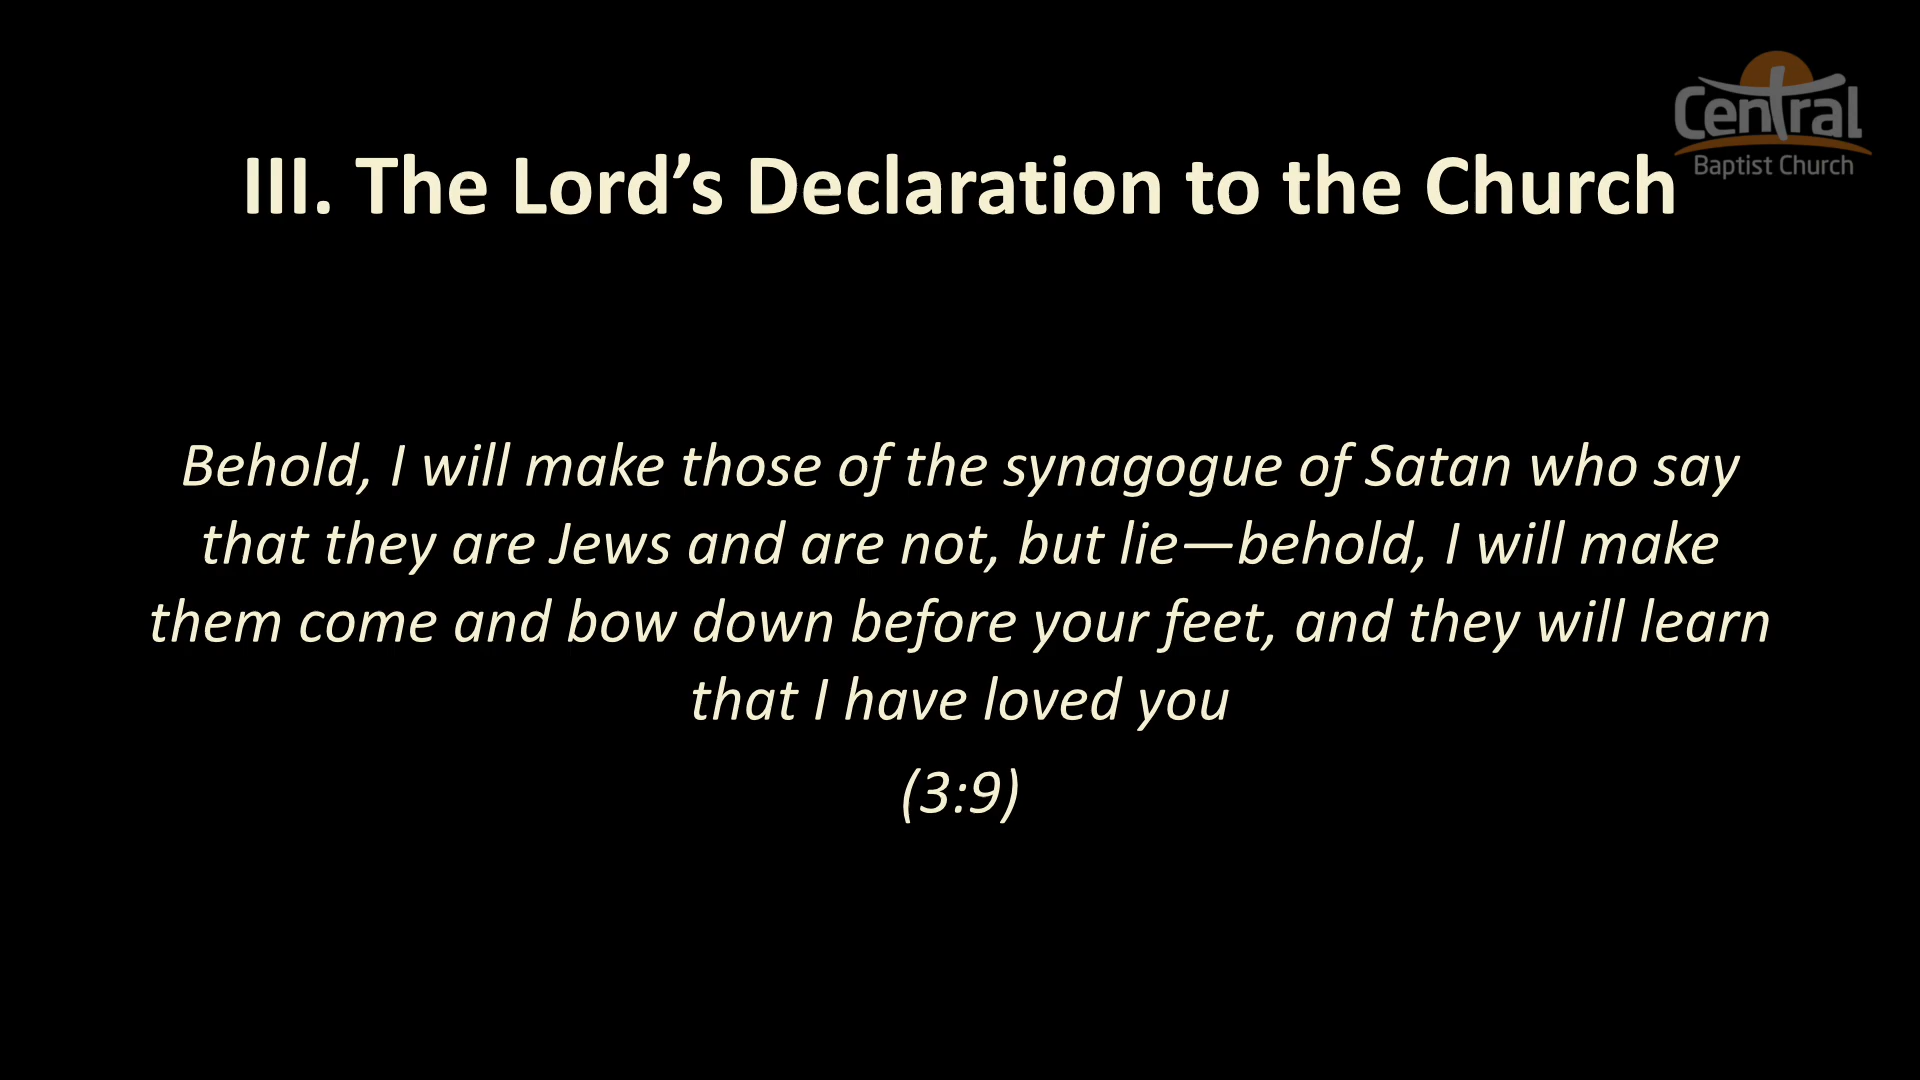 Central
Baptist Church
III. The Lord’s Declaration to the Church
Behold, I will make those of the synagogue of Satan who say
that they are Jews and are not, but lie—behold, I will make
them come and bow down before your feet, and they will learn
that I have loved you
(3:9)